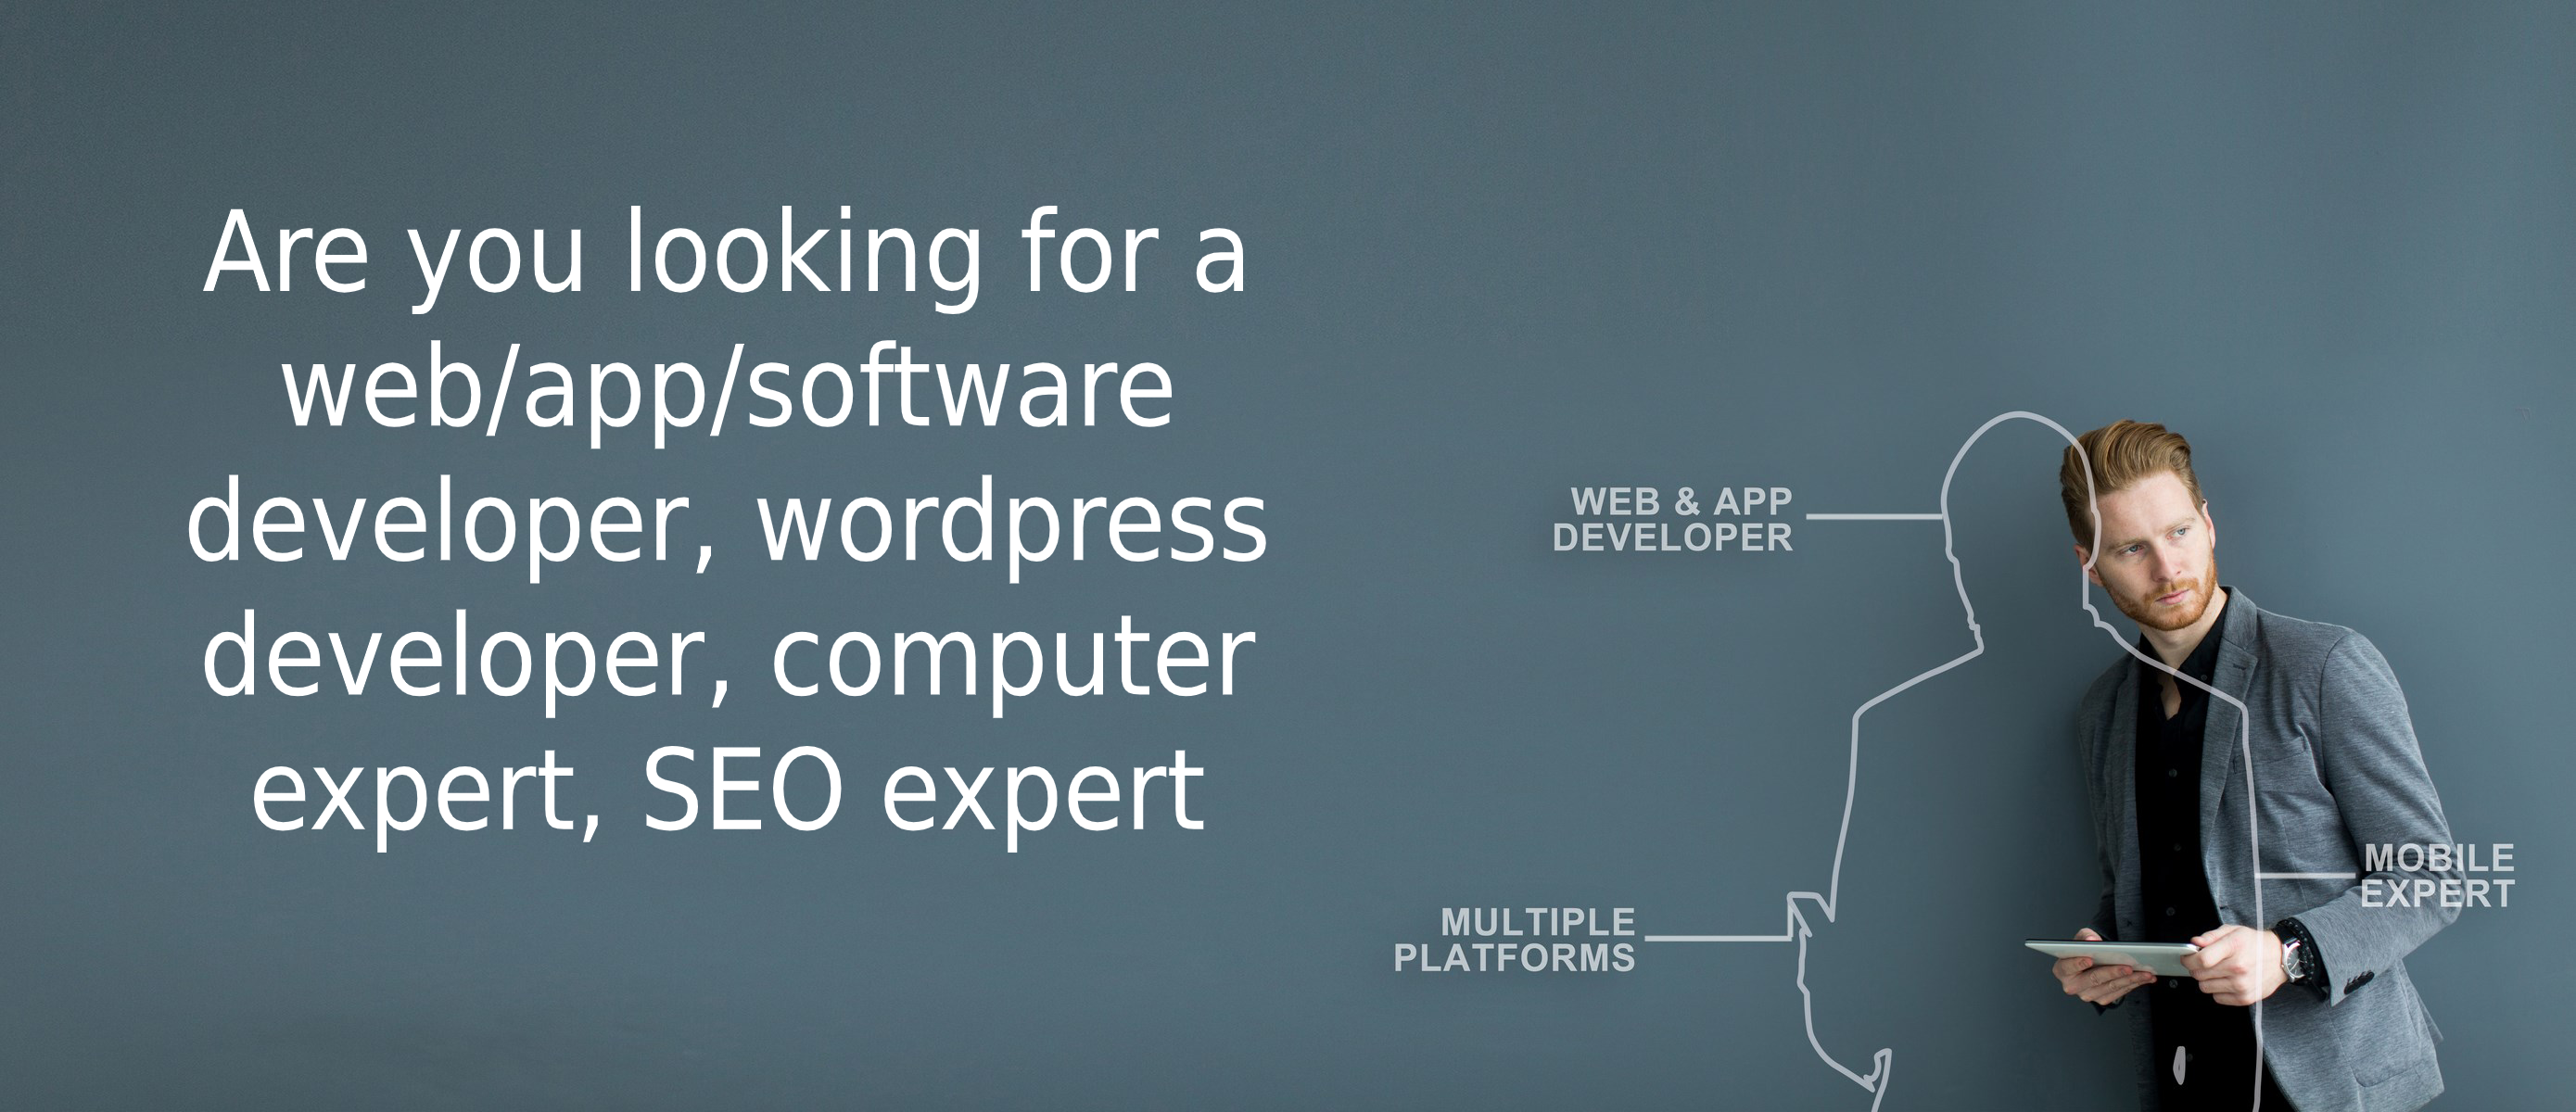 Are you looking for a
web/app/software
developer, wordpress
developer, computer
expert, SEO expert
WEB & APP
DEVELOPER
MULTIPLE
PLATFORMS
MOBILE
EXPERT